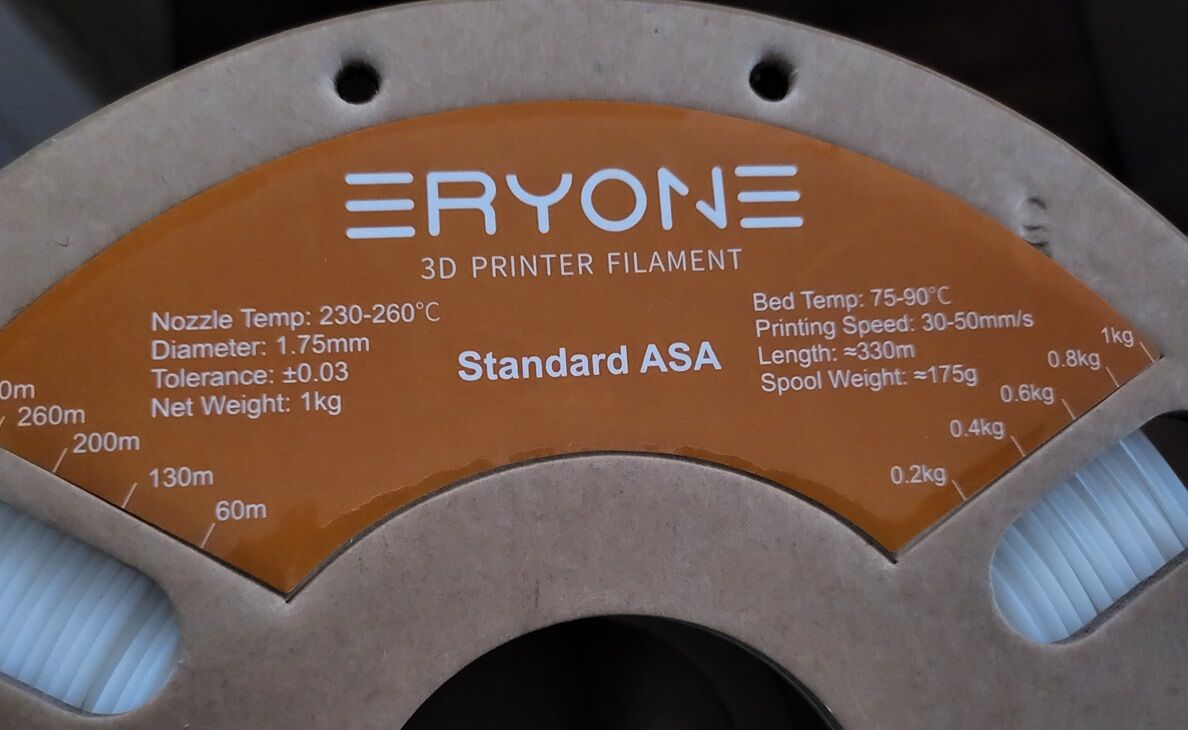 ERYONE
3D PRINTER FILAMENT
Nozzle Temp: 230-260°C
Diameter: 1.75mm
Tolerance: ±0.03
Net Weight: 1kg
Standard ASA
Bed Temp: 75-90°C
Printing Speed: 30-50mm/s
Length: ≈330m
Spool Weight: ≈175g
260m
200m
130m
60m
1kg
0.8kg
0.6kg
0.4kg
0.2kg